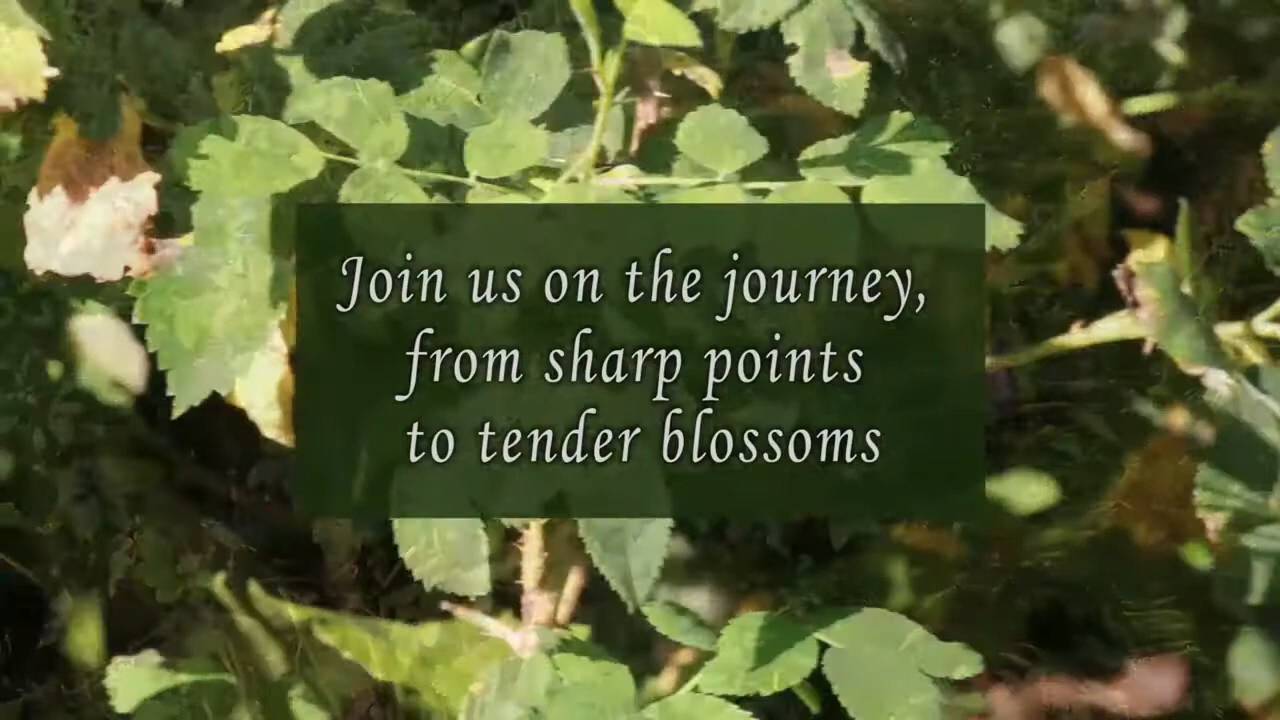 Join us on the journey,
from sharp points
to tender blossoms